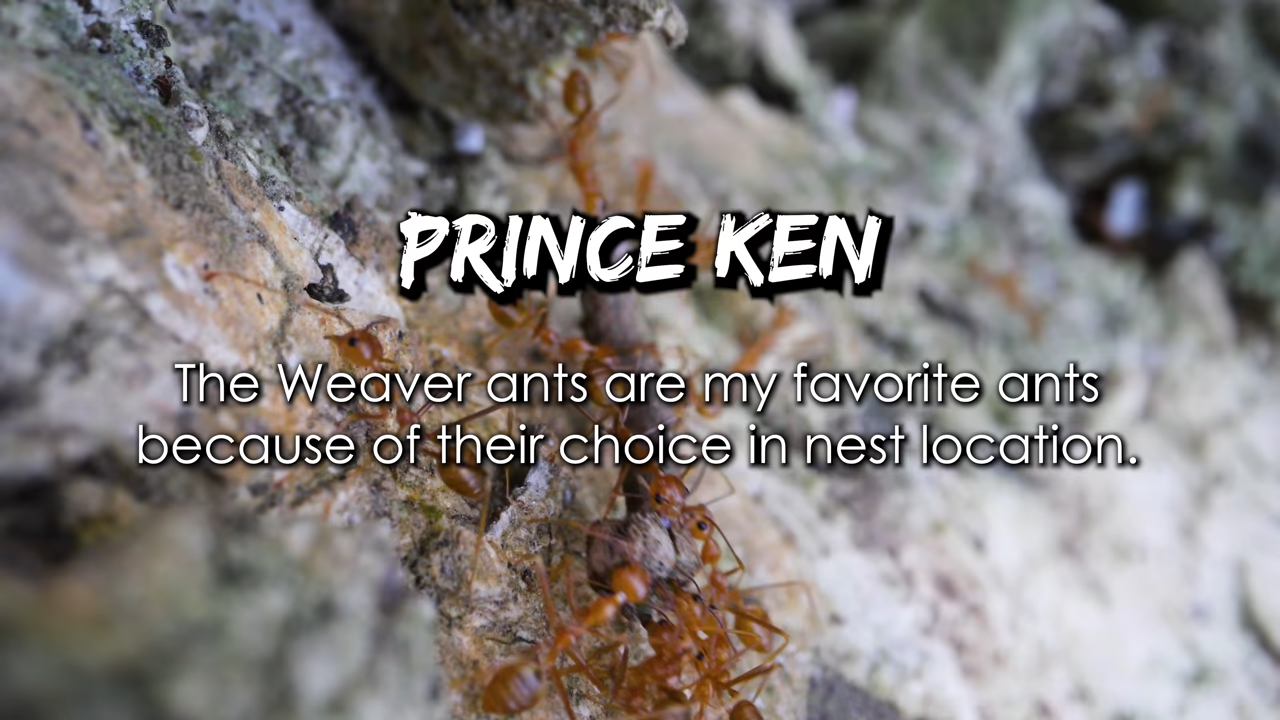 PRINCE KEN
The Weaver ants are my favorite ants
because of their choice in nest location.